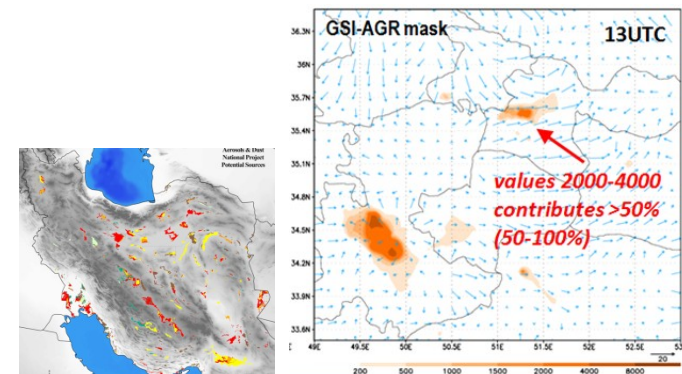 Aerosols & Dust
National Project
Potential Sources
GSI-AGR mask
13UTC
36.3N
36N
35.7N
35.4N
35.1N
34.8N
34.5N
34.2N
33.9N
33.6N
values 2000-4000
contributes >50%
(50-100%)
49E 49.5E 50E 50.5E 51E 51.5E 52E 52.5E 53E
20
200 500 1000 1500 2000 4000 8000